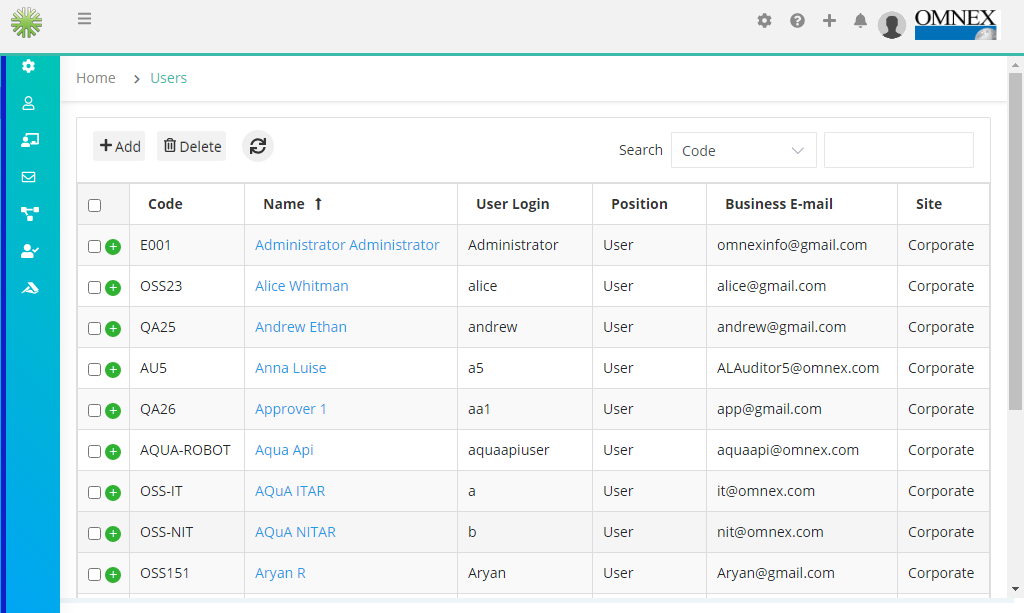 OMNEX
Home > Users
Add Delete Search Code
Code Name ↑ User Login Position Business E-mail Site
E001 Administrator Administrator Administrator User omnexinfo@gmail.com Corporate
OSS23 Alice Whitman alice User alice@gmail.com Corporate
QA25 Andrew Ethan andrew User andrew@gmail.com Corporate
AU5 Anna Luise a5 User ALAuditor5@omnex.com Corporate
QA26 Approver 1 aa1 User app@gmail.com Corporate
AQUA-ROBOT Aqua Api aquaapiuser User aquaapi@omnex.com Corporate
OSS-IT AQuA ITAR a User it@omnex.com Corporate
OSS-NIT AQuA NITAR b User nit@omnex.com Corporate
OSS151 Aryan R Aryan User Aryan@gmail.com Corporate